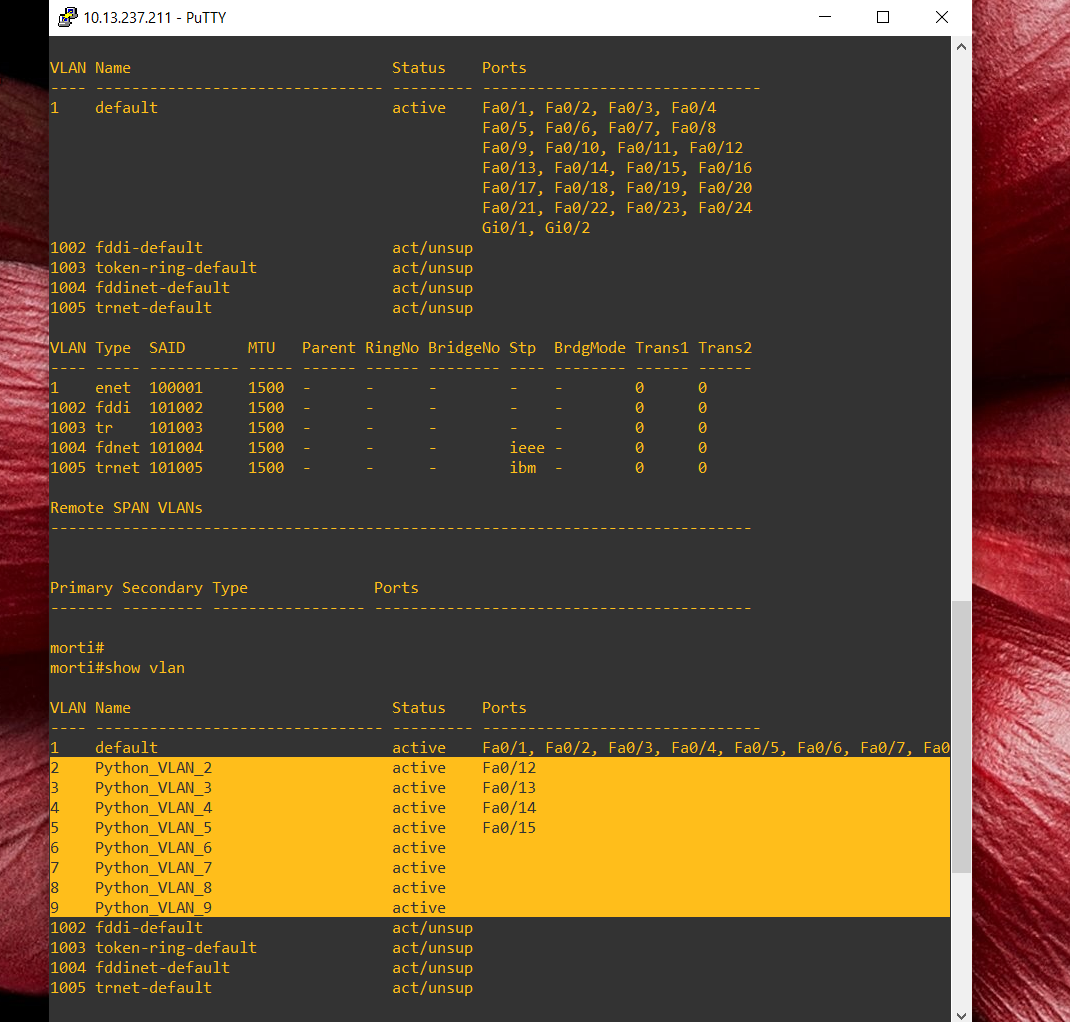 10.13.237.211 - PuTTY
VLAN Name                             Status    Ports
---- -------------------------------- --------- -------------------------------
1    default                          active    Fa0/1, Fa0/2, Fa0/3, Fa0/4
                                                Fa0/5, Fa0/6, Fa0/7, Fa0/8
                                                Fa0/9, Fa0/10, Fa0/11, Fa0/12
                                                Fa0/13, Fa0/14, Fa0/15, Fa0/16
                                                Fa0/17, Fa0/18, Fa0/19, Fa0/20
                                                Fa0/21, Fa0/22, Fa0/23, Fa0/24
                                                Gi0/1, Gi0/2
1002 fddi-default                     act/unsup
1003 token-ring-default               act/unsup
1004 fddinet-default                  act/unsup
1005 trnet-default                    act/unsup
VLAN Type  SAID       MTU   Parent RingNo BridgeNo Stp  BrdgMode Trans1 Trans2
---- ----- ---------- ----- ------ ------ -------- ---- -------- ------ ------
1    enet  100001     1500  -      -      -        -    -        0      0
1002 fddi  101002     1500  -      -      -        -    -        0      0
1003 tr    101003     1500  -      -      -        -    -        0      0
1004 fdnet 101004     1500  -      -      -        ieee -        0      0
1005 trnet 101005     1500  -      -      -        ibm  -        0      0
Remote SPAN VLANs
------------------------------------------------------------------------------
Primary Secondary Type              Ports
------- --------- ----------------- ------------------------------------------
morti#
morti#show vlan
VLAN Name                             Status    Ports
---- -------------------------------- --------- -------------------------------
1    default                          active    Fa0/1, Fa0/2, Fa0/3, Fa0/4, Fa0/5, Fa0/6, Fa0/7, Fa0
2    Python_VLAN_2                    active    Fa0/12
3    Python_VLAN_3                    active    Fa0/13
4    Python_VLAN_4                    active    Fa0/14
5    Python_VLAN_5                    active    Fa0/15
6    Python_VLAN_6                    active
7    Python_VLAN_7                    active
8    Python_VLAN_8                    active
9    Python_VLAN_9                    active
1002 fddi-default                     act/unsup
1003 token-ring-default               act/unsup
1004 fddinet-default                  act/unsup
1005 trnet-default                    act/unsup